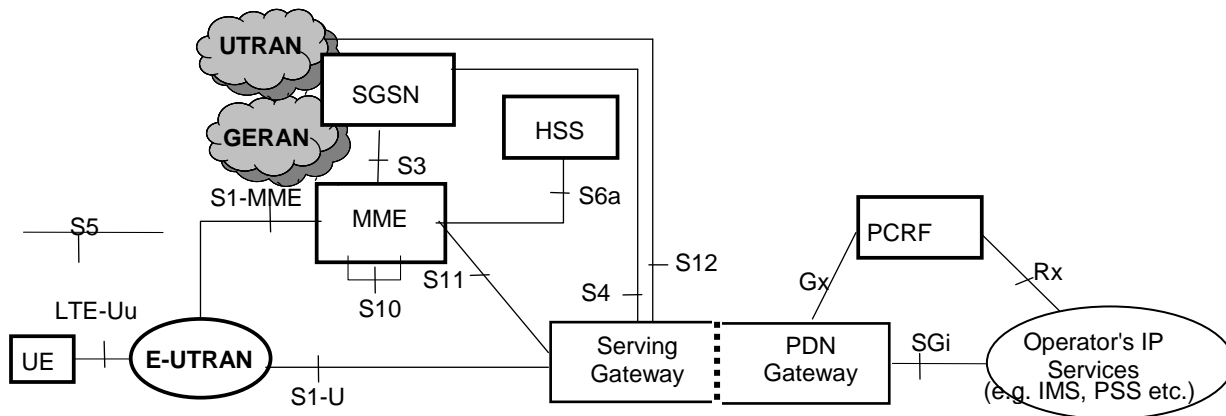 UTRAN
SGSN
HSS
GERAN
S3
S1-MME
S6a
MME
S5
PCRF
S11
S12
Gx
Rx
S10
S4
LTE-Uu
UE
E-UTRAN
S1-U
Serving
Gateway
PDN
Gateway
SGi
Operator's IP
Services
(e.g. IMS, PSS etc.)